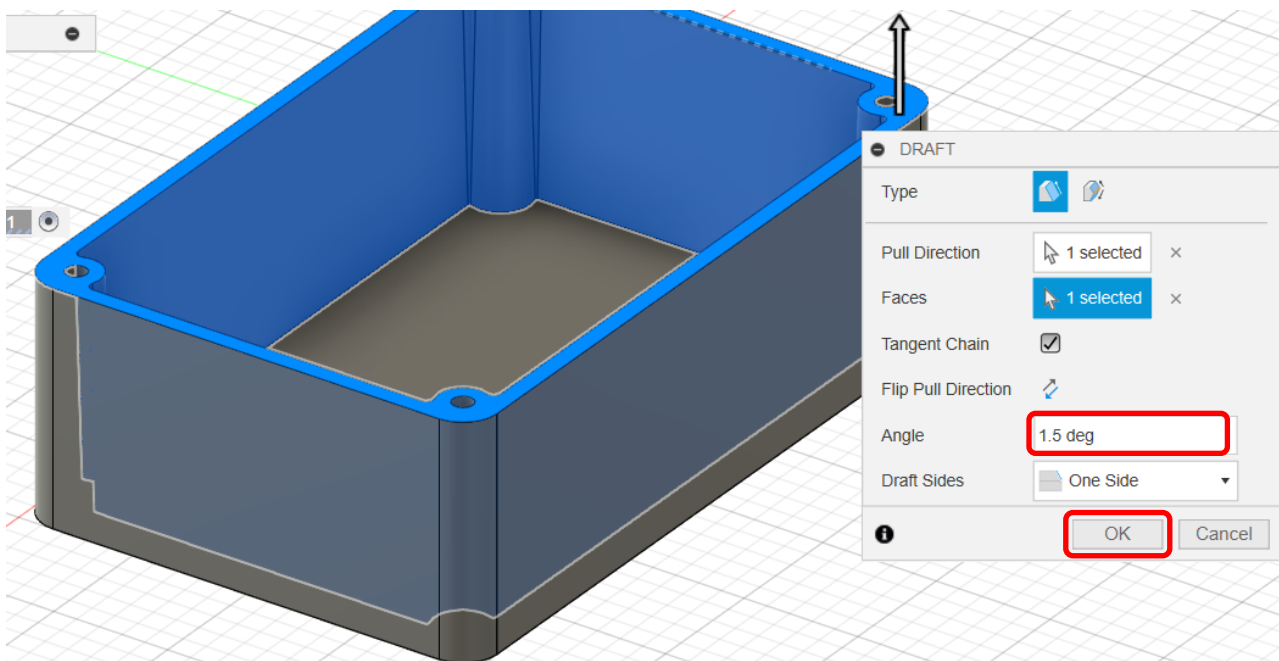 DRAFT
Type
Pull Direction 1 selected ×
Faces 1 selected ×
Tangent Chain
Flip Pull Direction
Angle 1.5 deg
Draft Sides One Side
OK Cancel
1